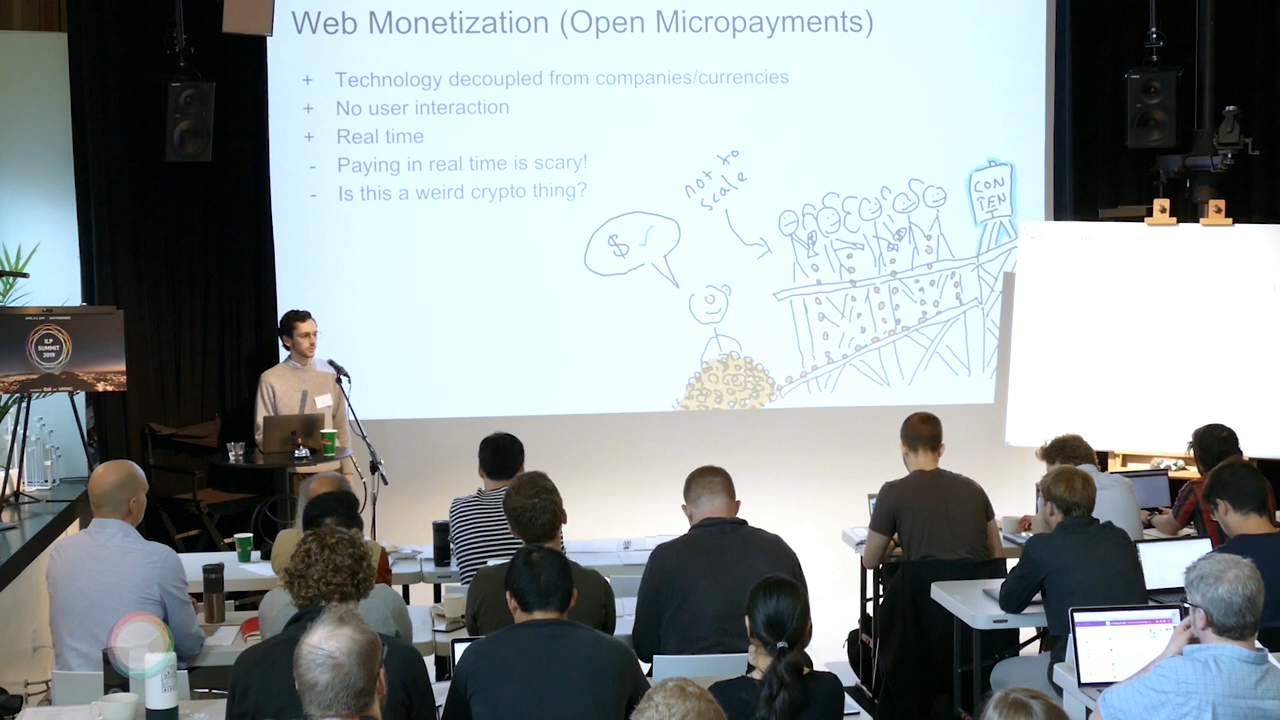 Web Monetization (Open Micropayments)
+ Technology decoupled from companies/currencies
+ No user interaction
+ Real time
- Paying in real time is scary!
- Is this a weird crypto thing?
not to
scale
$
CON
TEN
ILP
SUMMIT
2019